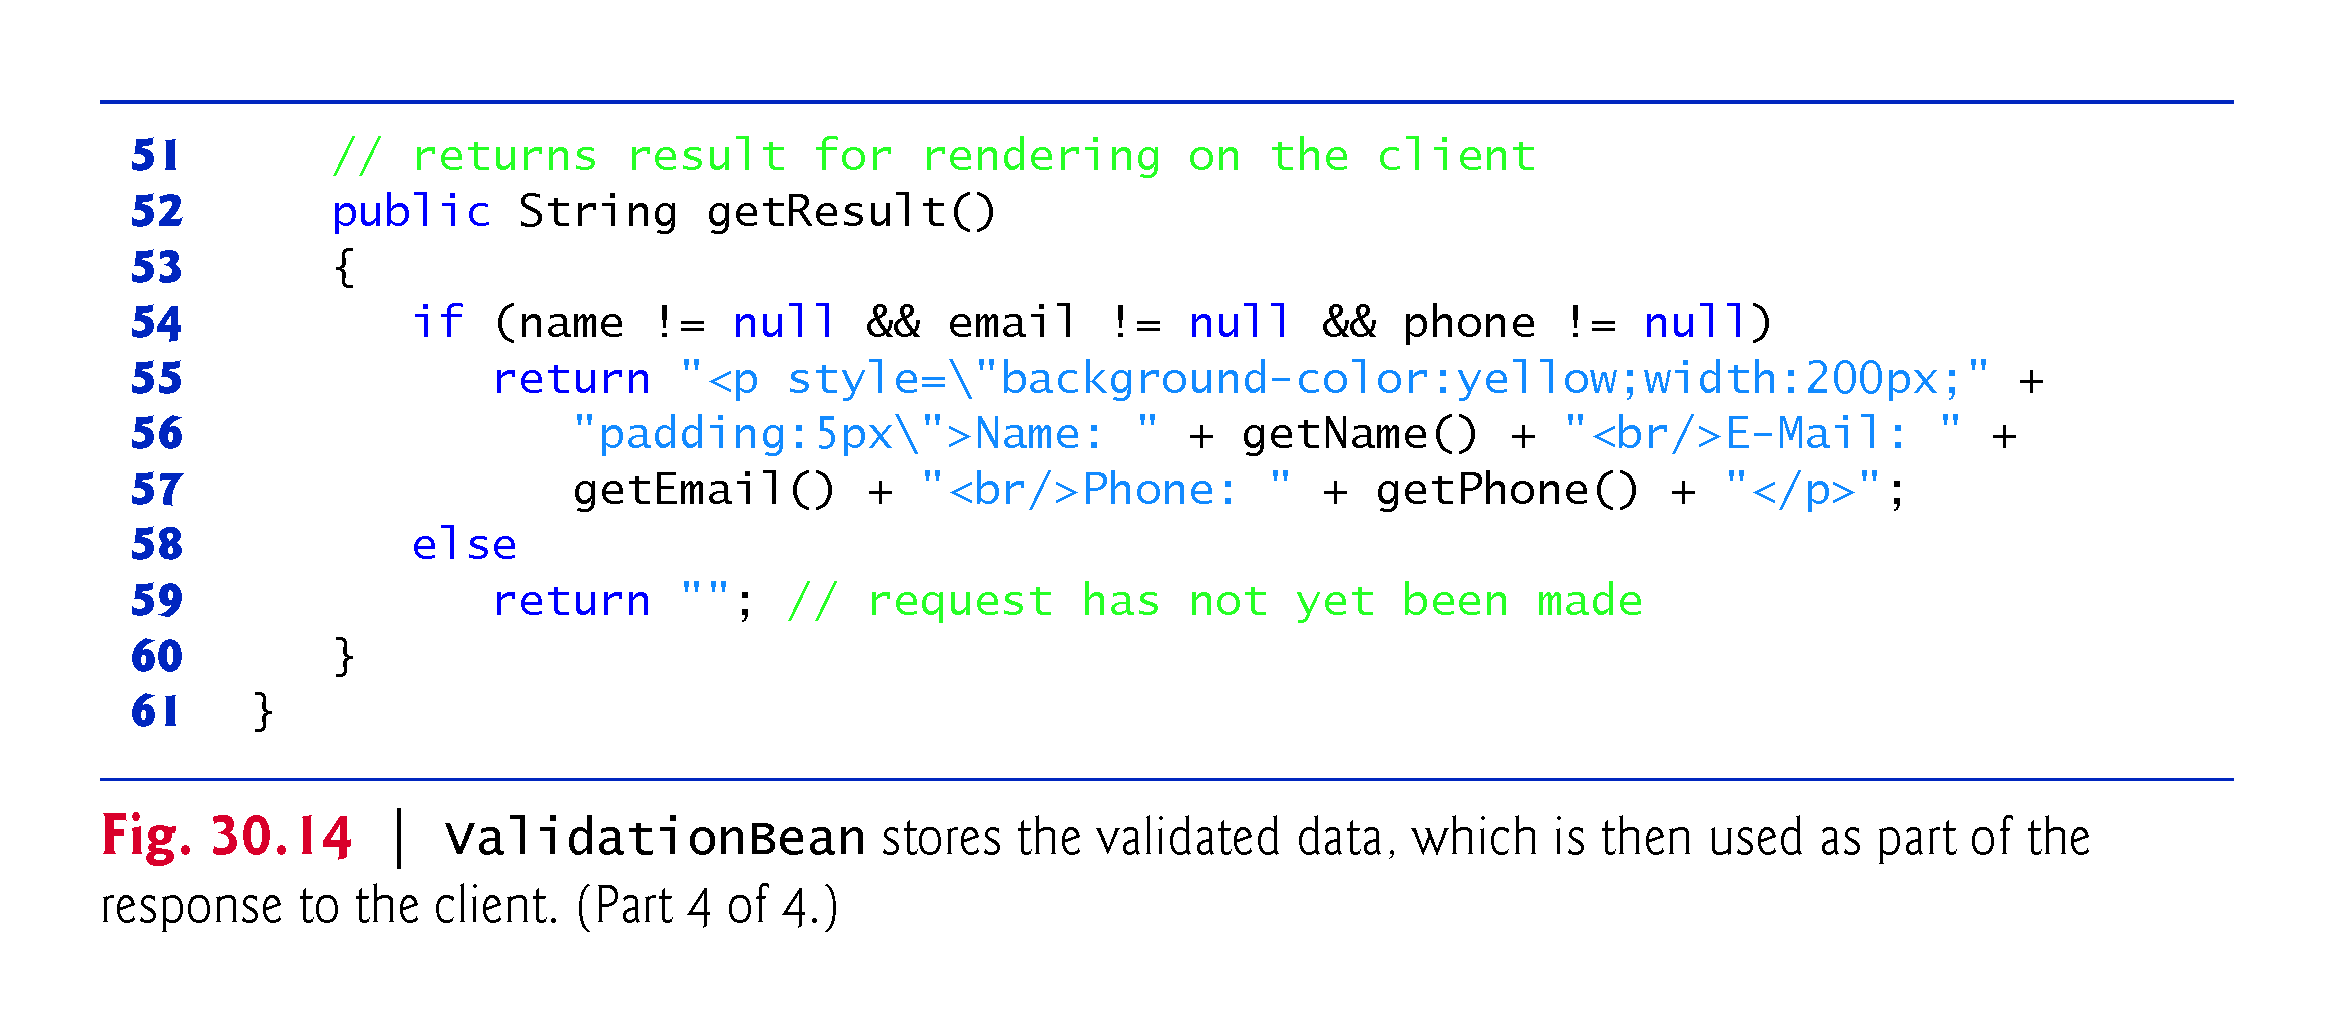 51 // returns result for rendering on the client
52 public String getResult()
53 {
54 if (name != null && email != null && phone != null)
55 return "<p style=\"background-color:yellow;width:200px;" +
56 "padding:5px\">Name: " + getName() + "<br/>E-Mail: " +
57 getEmail() + "<br/>Phone: " + getPhone() + "</p>";
58 else
59 return ""; // request has not yet been made
60 }
61 }
Fig. 30.14 | ValidationBean stores the validated data, which is then used as part of the
response to the client. (Part 4 of 4.)